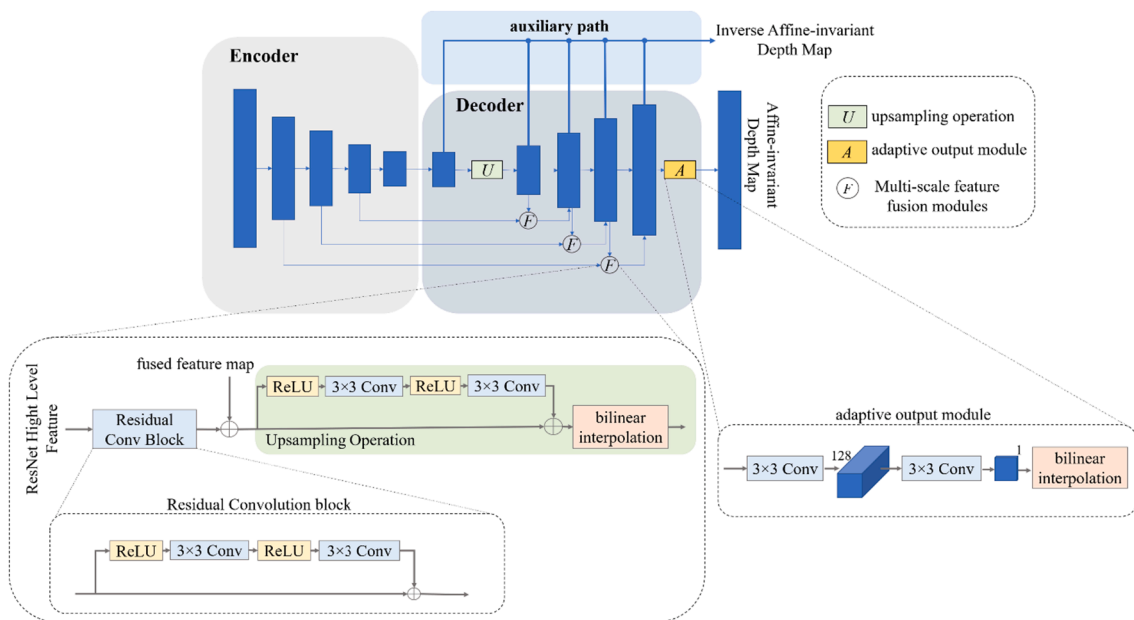 auxiliary path
Inverse Affine-invariant
Depth Map
Encoder
Decoder
U
A
F
F
F
Affine-invariant
Depth Map
U
upsampling operation
A
adaptive output module
F
Multi-scale feature
fusion modules
ResNet Hight Level
Feature
fused feature map
Residual
Conv Block
ReLU
3×3 Conv
ReLU
3×3 Conv
Upsampling Operation
bilinear
interpolation
Residual Convolution block
ReLU
3×3 Conv
ReLU
3×3 Conv
adaptive output module
3×3 Conv
128
3×3 Conv
1
bilinear
interpolation